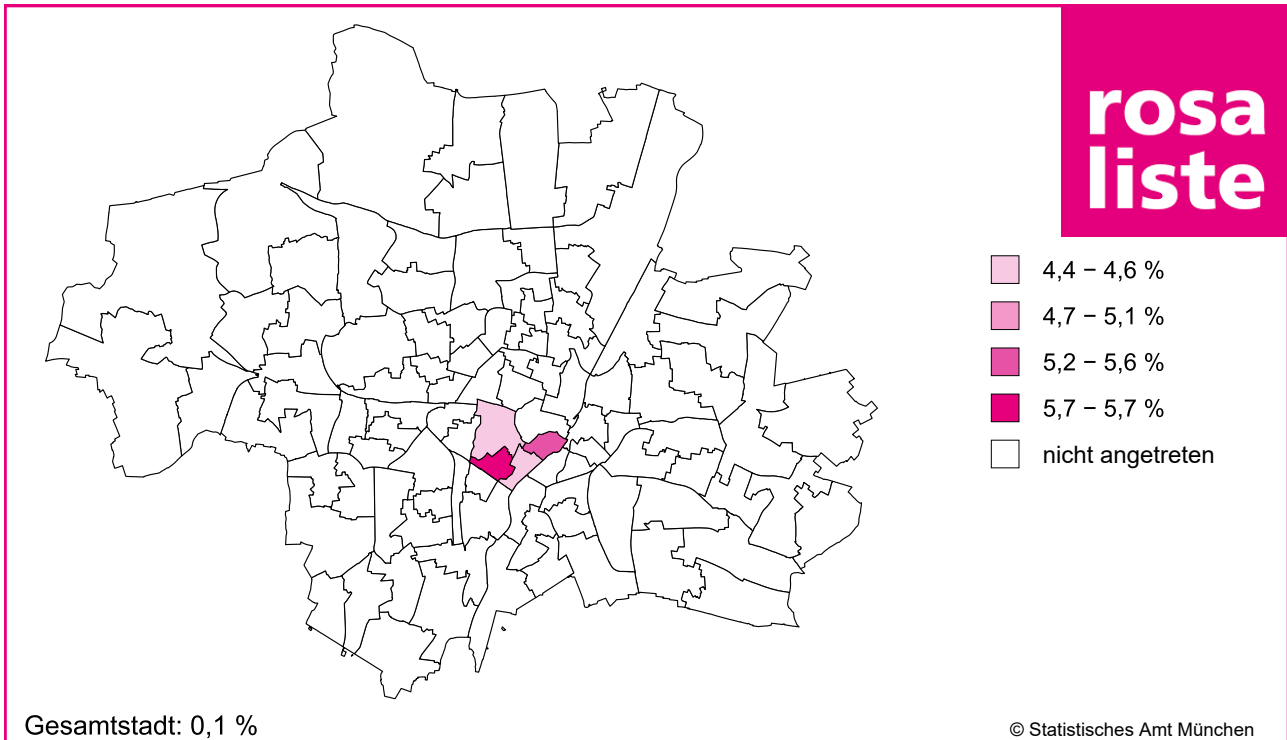 rosa
liste
4,4 − 4,6 %
4,7 − 5,1 %
5,2 − 5,6 %
5,7 − 5,7 %
nicht angetreten
Gesamtstadt: 0,1 %
© Statistisches Amt München